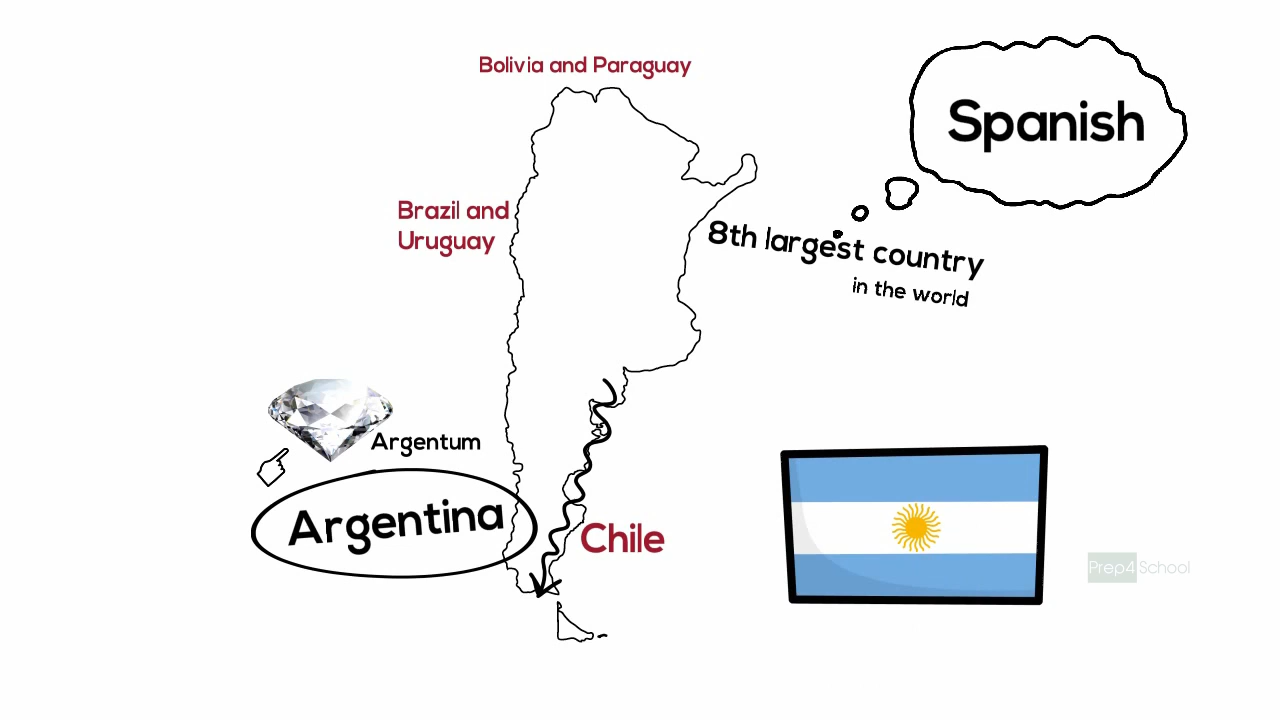 Bolivia and Paraguay
Spanish
Brazil and
Uruguay
8th largest country
in the world
Argentum
Argentina
Chile
Prep4School